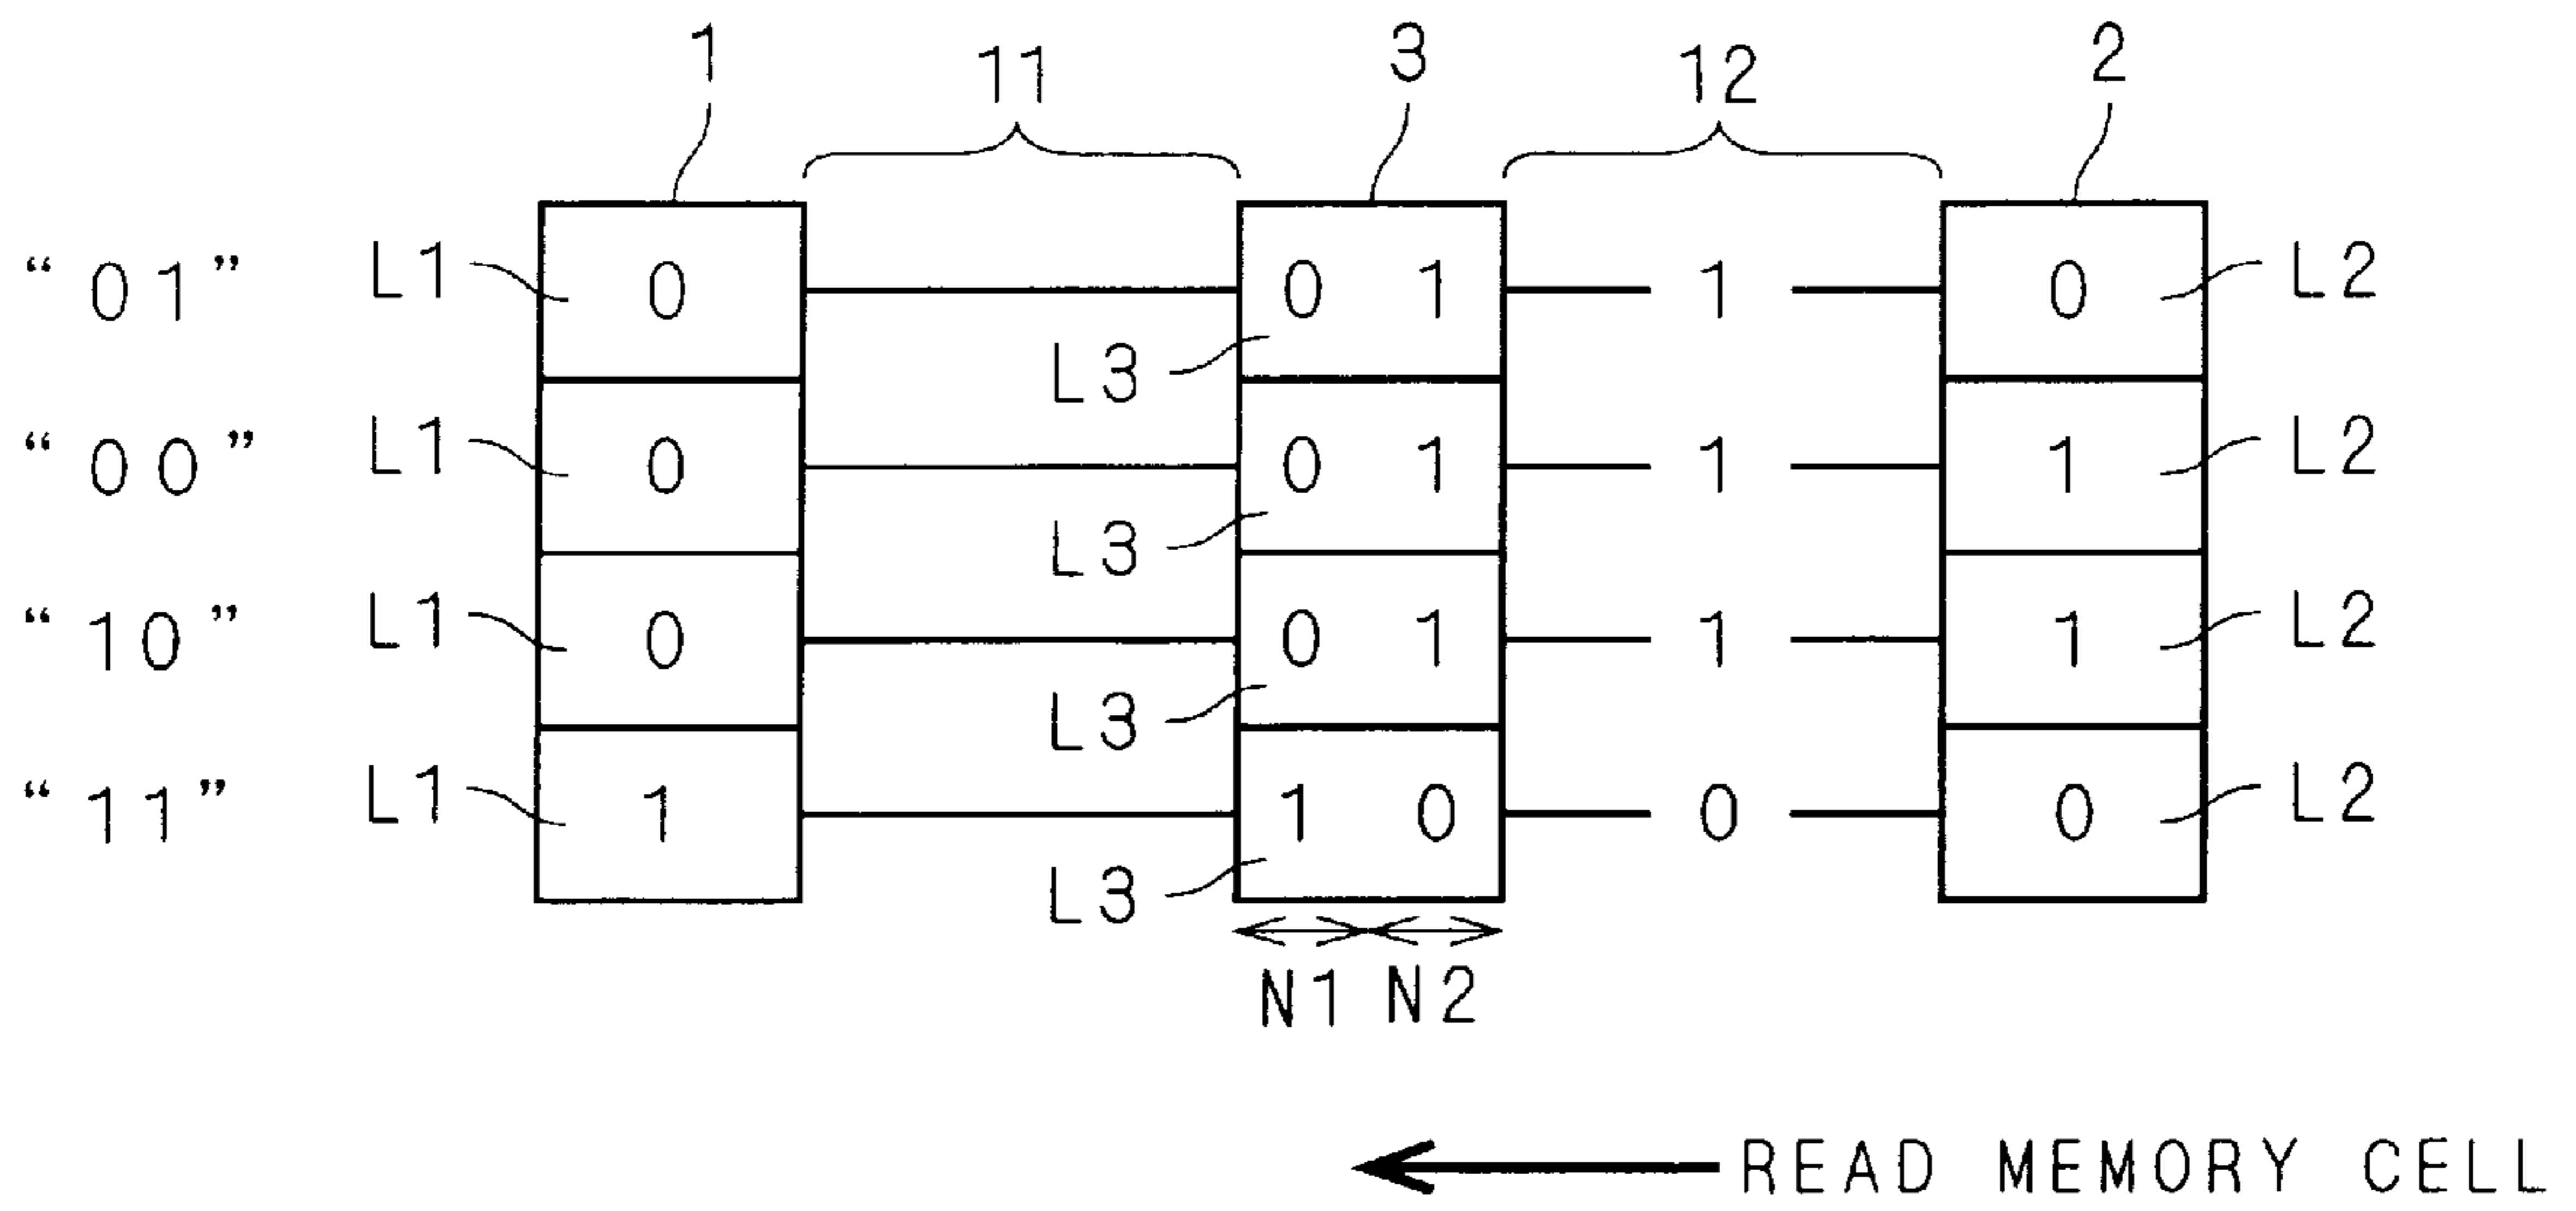 1 11 3 12 2
“01” L1 0 0 1 1 0 L2
L3
“00” L1 0 0 1 1 1 L2
L3
“10” L1 0 0 1 1 1 L2
L3
“11” L1 1 1 0 0 0 L2
L3
N1 N2
READ MEMORY CELL